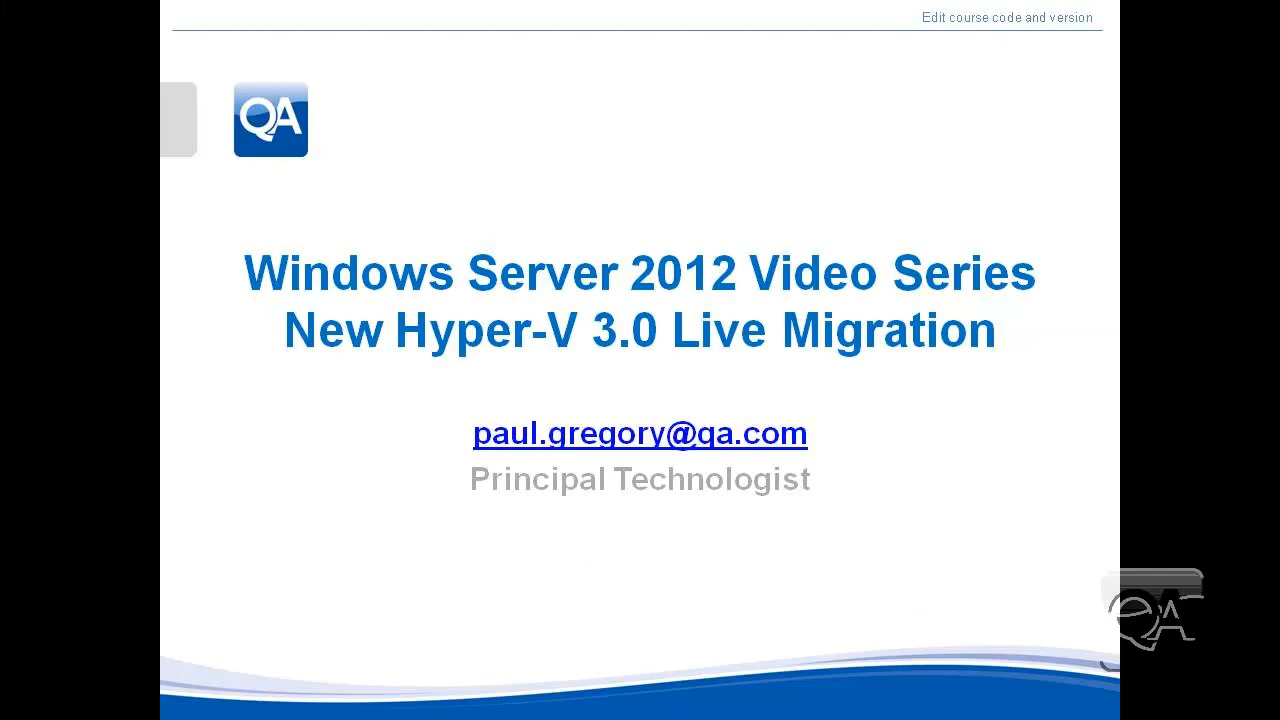 Edit course code and version
QA
Windows Server 2012 Video Series
New Hyper-V 3.0 Live Migration
paul.gregory@qa.com
Principal Technologist
QA